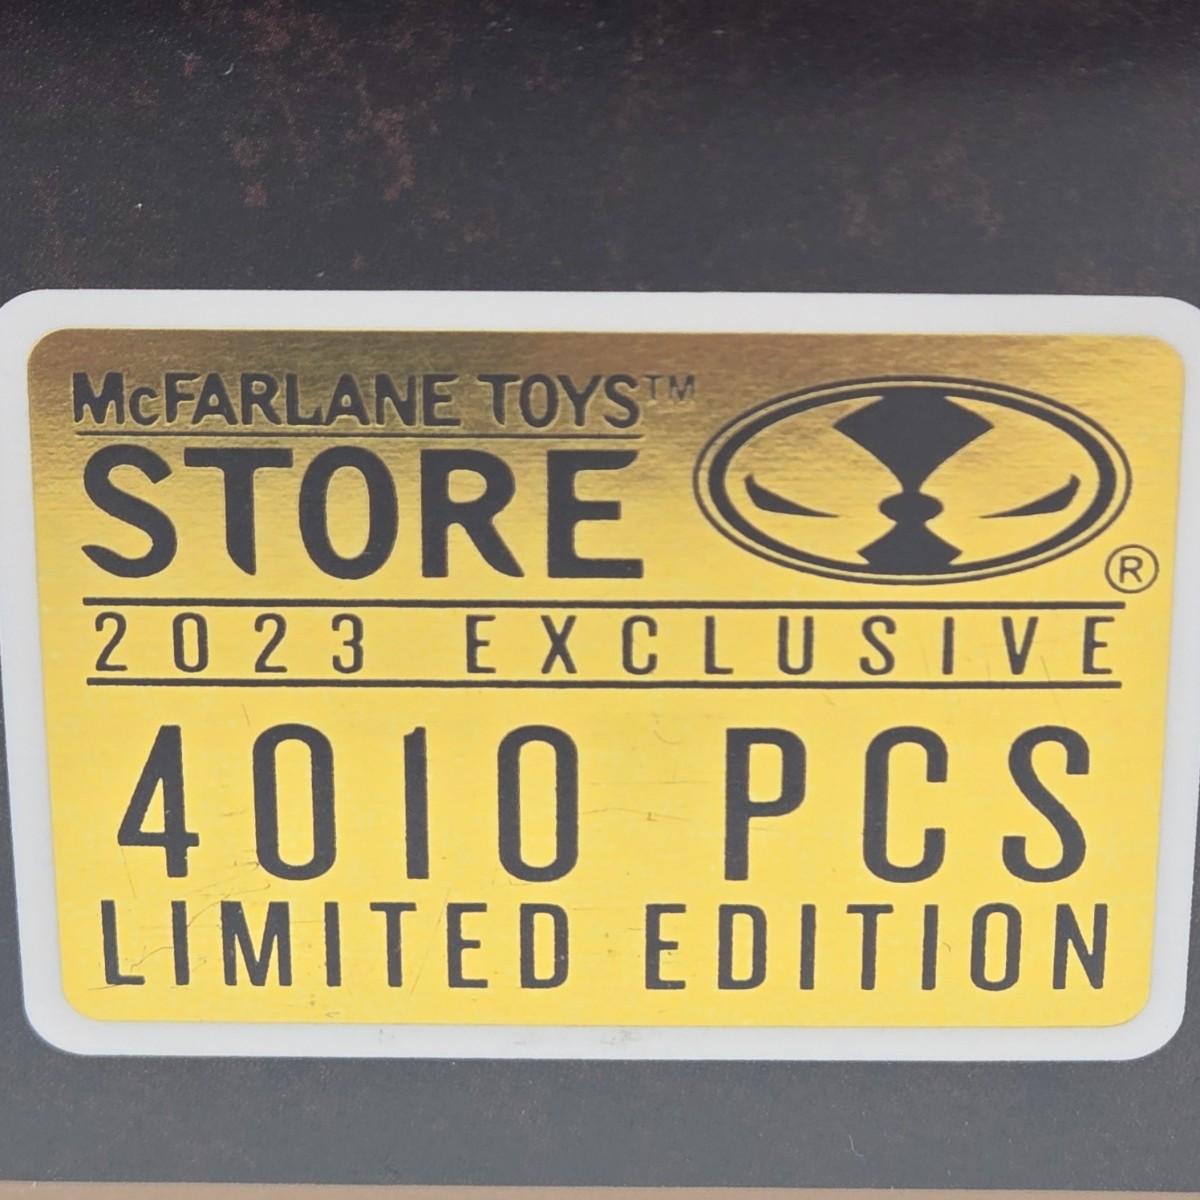 McFARLANE TOYS™
STORE
®
2023 EXCLUSIVE
4010 PCS
LIMITED EDITION